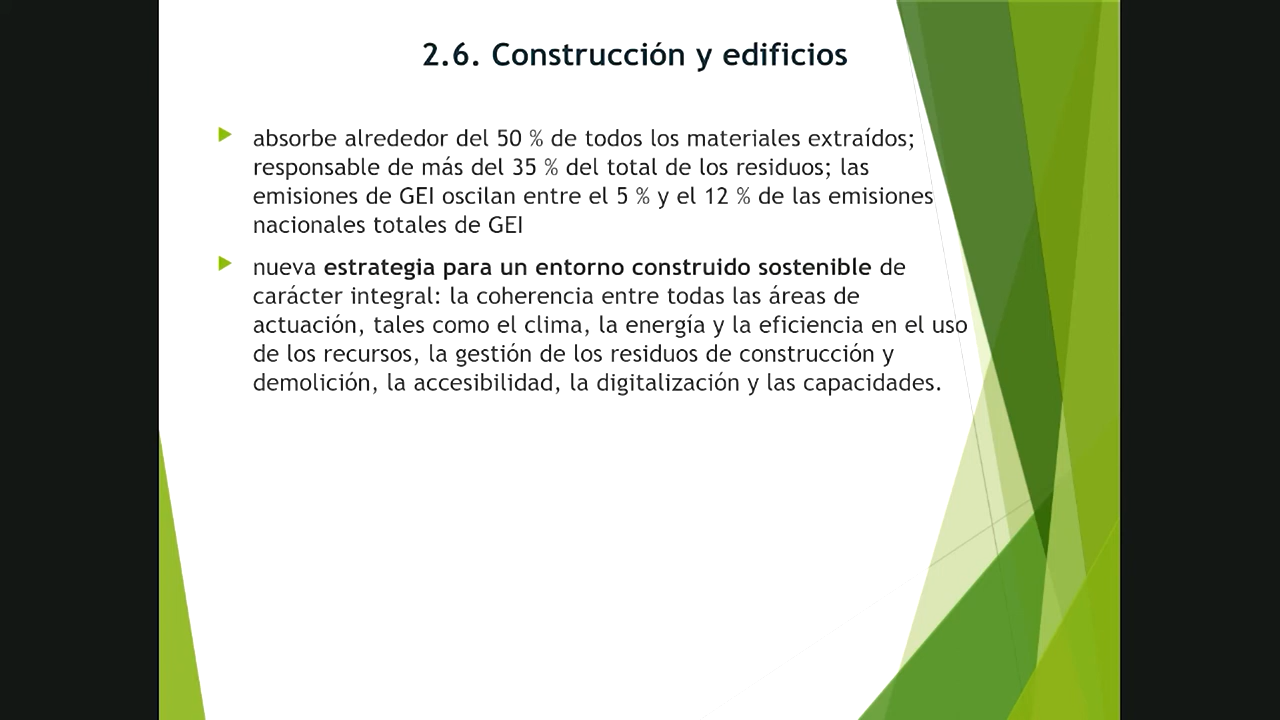 2.6. Construcción y edificios
absorbe alrededor del 50 % de todos los materiales extraídos;
responsable de más del 35 % del total de los residuos; las
emisiones de GEI oscilan entre el 5 % y el 12 % de las emisiones
nacionales totales de GEI
nueva estrategia para un entorno construido sostenible de
carácter integral: la coherencia entre todas las áreas de
actuación, tales como el clima, la energía y la eficiencia en el uso
de los recursos, la gestión de los residuos de construcción y
demolición, la accesibilidad, la digitalización y las capacidades.